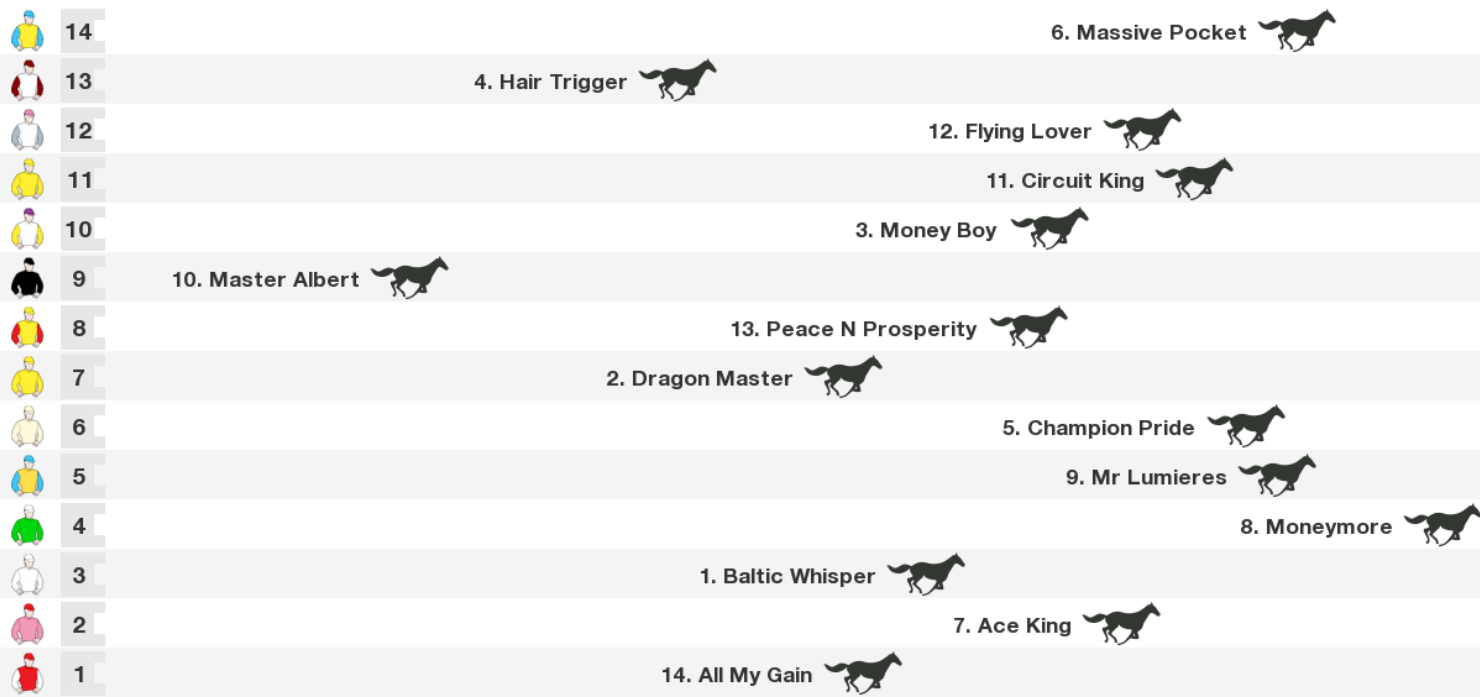 14 6. Massive Pocket
13 4. Hair Trigger
12 12. Flying Lover
11 11. Circuit King
10 3. Money Boy
9 10. Master Albert
8 13. Peace N Prosperity
7 2. Dragon Master
6 5. Champion Pride
5 9. Mr Lumieres
4 8. Moneymore
3 1. Baltic Whisper
2 7. Ace King
1 14. All My Gain